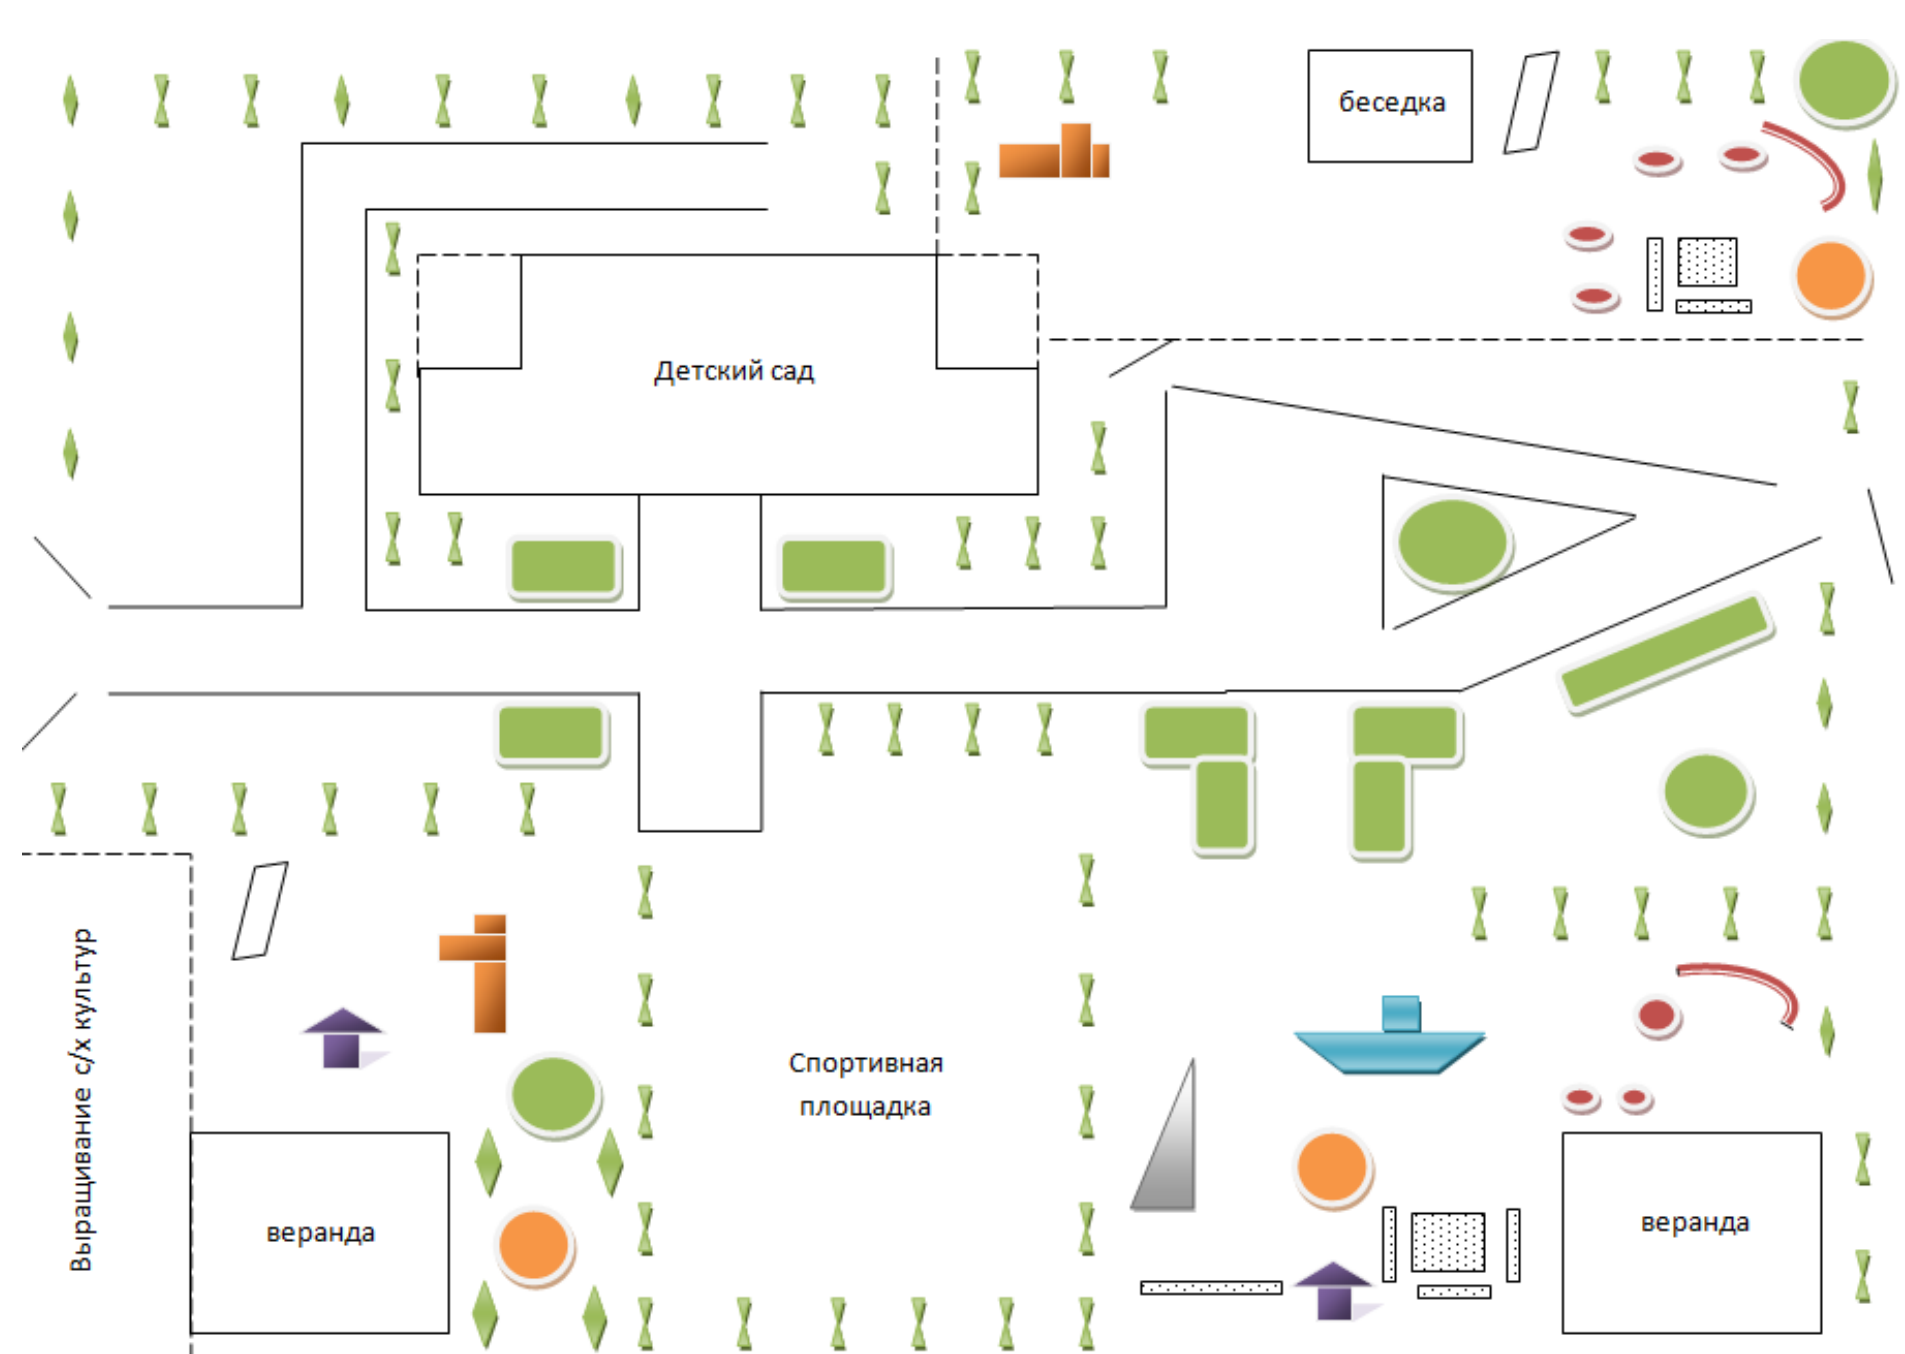 беседка
Детский сад
Выращивание с/х культур
Спортивная
площадка
веранда
веранда